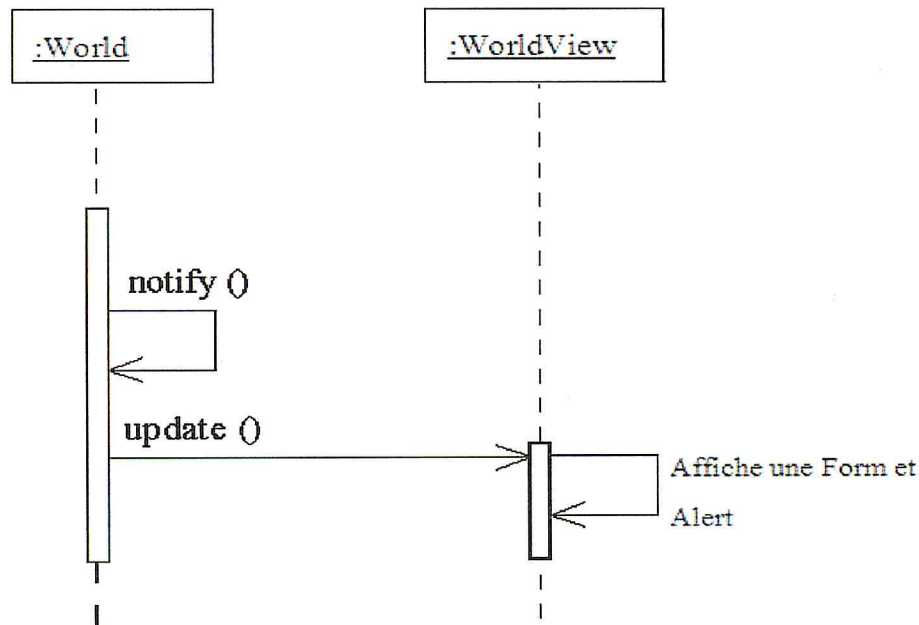 :World
:WorldView
notify ()
update ()
Affiche une Form et
Alert